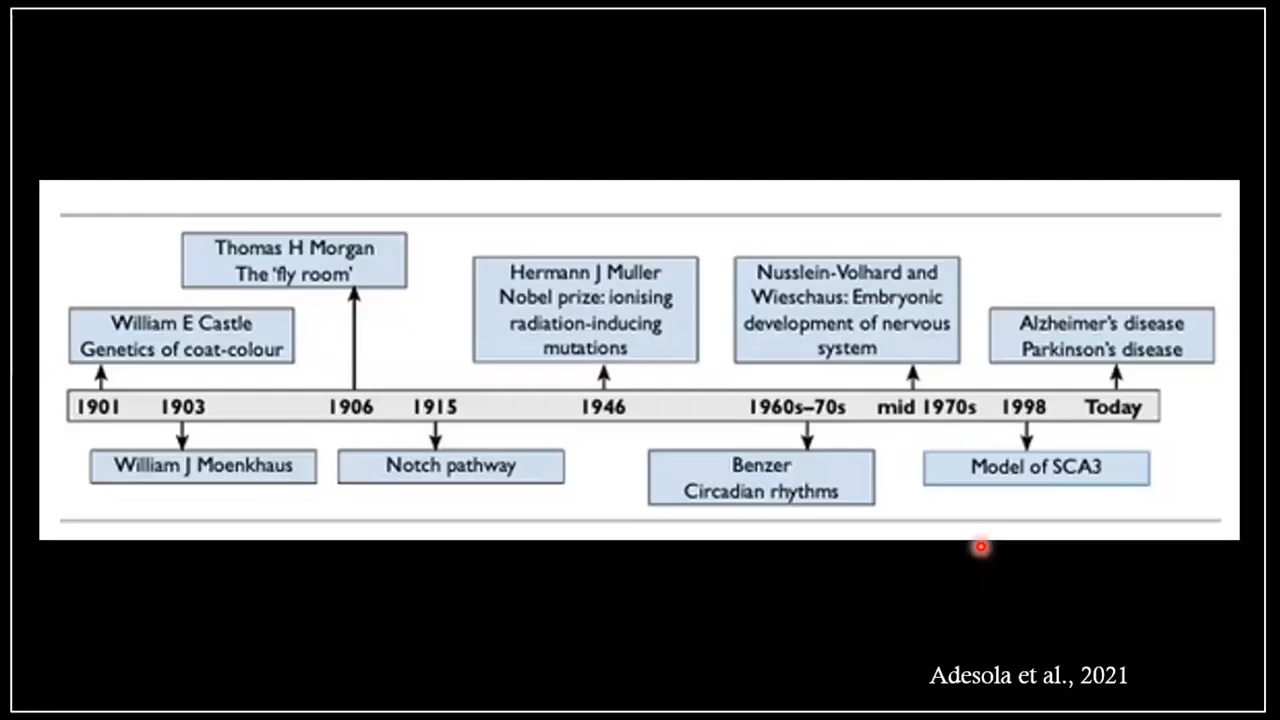 Thomas H Morgan
The 'fly room'
William E Castle
Genetics of coat-colour
Hermann J Muller
Nobel prize: ionising
radiation-inducing
mutations
Nusslein-Volhard and
Wieschaus: Embryonic
development of nervous
system
Alzheimer's disease
Parkinson's disease
1901 1903 1906 1915 1946 1960s–70s mid 1970s 1998 Today
William J Moenkhaus
Notch pathway
Benzer
Circadian rhythms
Model of SCA3
Adesola et al., 2021